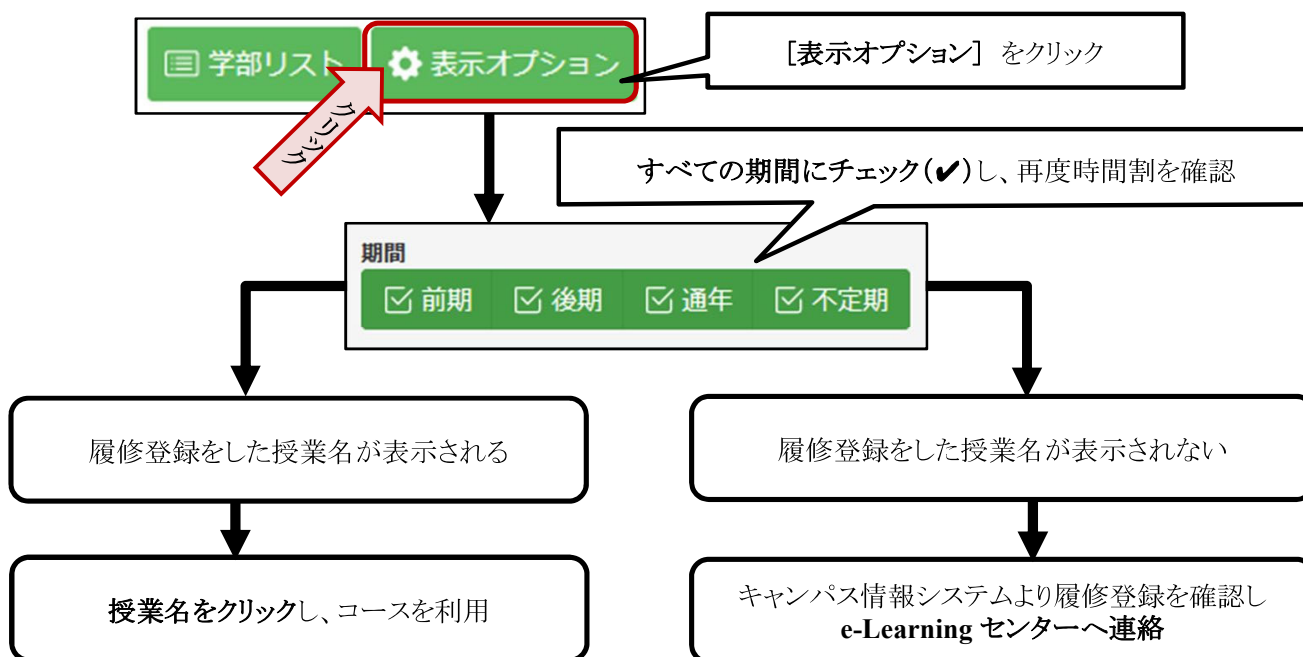 学部リスト
表示オプション
[表示オプション] をクリック
クリック
すべての期間にチェック(✔)し、再度時間割を確認
期間
前期
後期
通年
不定期
履修登録をした授業名が表示される
履修登録をした授業名が表示されない
授業名をクリックし、コースを利用
キャンパス情報システムより履修登録を確認し
e-Learning センターへ連絡